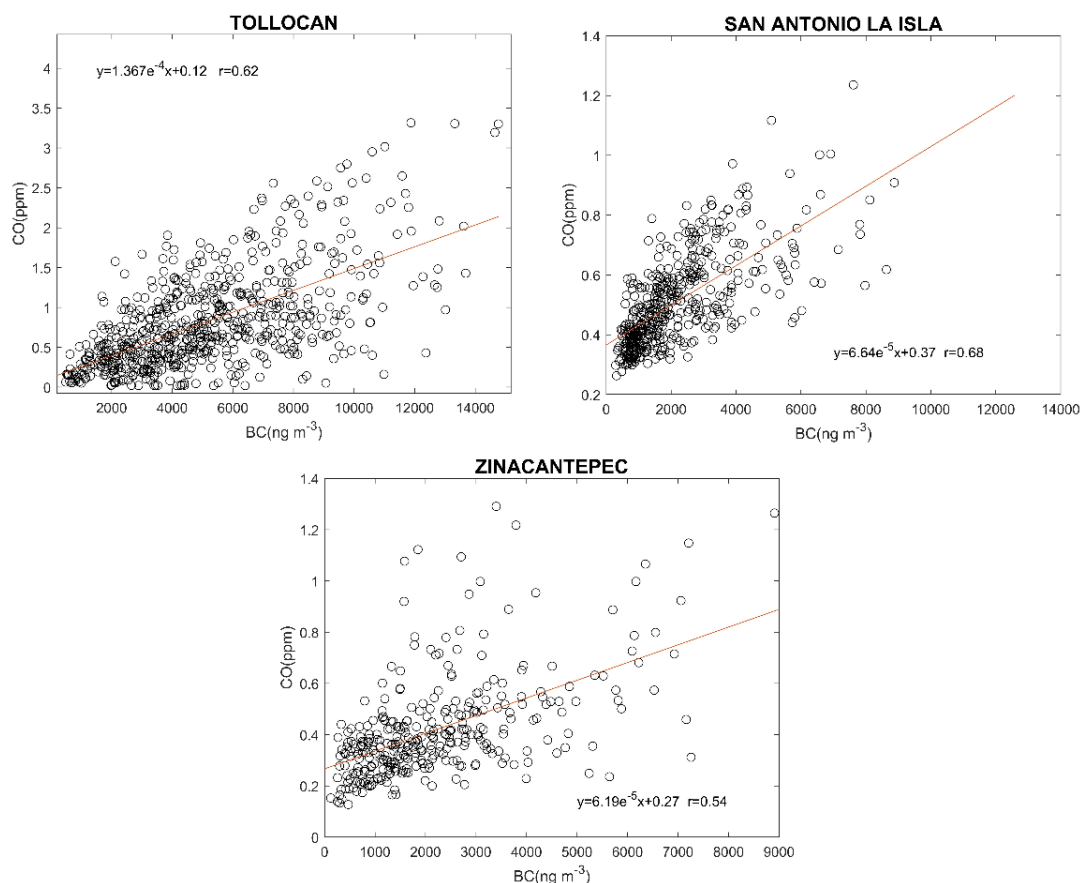 TOLLOCAN
4
3.5
3
2.5
2
1.5
1
0.5
0
CO(ppm)
y=1.367e⁻⁴x+0.12 r=0.62
2000 4000 6000 8000 10000 12000 14000
BC(ng m⁻³)
SAN ANTONIO LA ISLA
1.4
1.2
1
0.8
0.6
0.4
0.2
CO(ppm)
y=6.64e⁻⁵x+0.37 r=0.68
0 2000 4000 6000 8000 10000 12000 14000
BC(ng m⁻³)
ZINACANTEPEC
1.4
1.2
1
0.8
0.6
0.4
0.2
0
CO(ppm)
y=6.19e⁻⁵x+0.27 r=0.54
0 1000 2000 3000 4000 5000 6000 7000 8000 9000
BC(ng m⁻³)